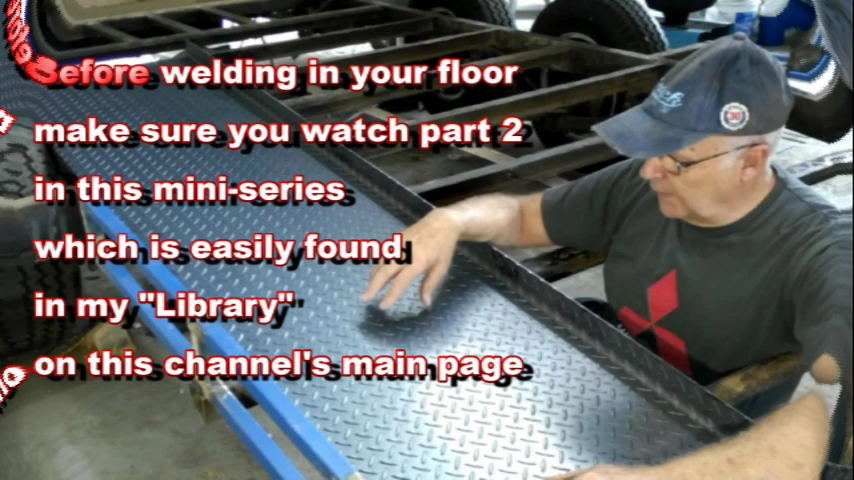 Before welding in your floor
make sure you watch part 2
in this mini-series
which is easily found
in my "Library"
on this channel's main page
30